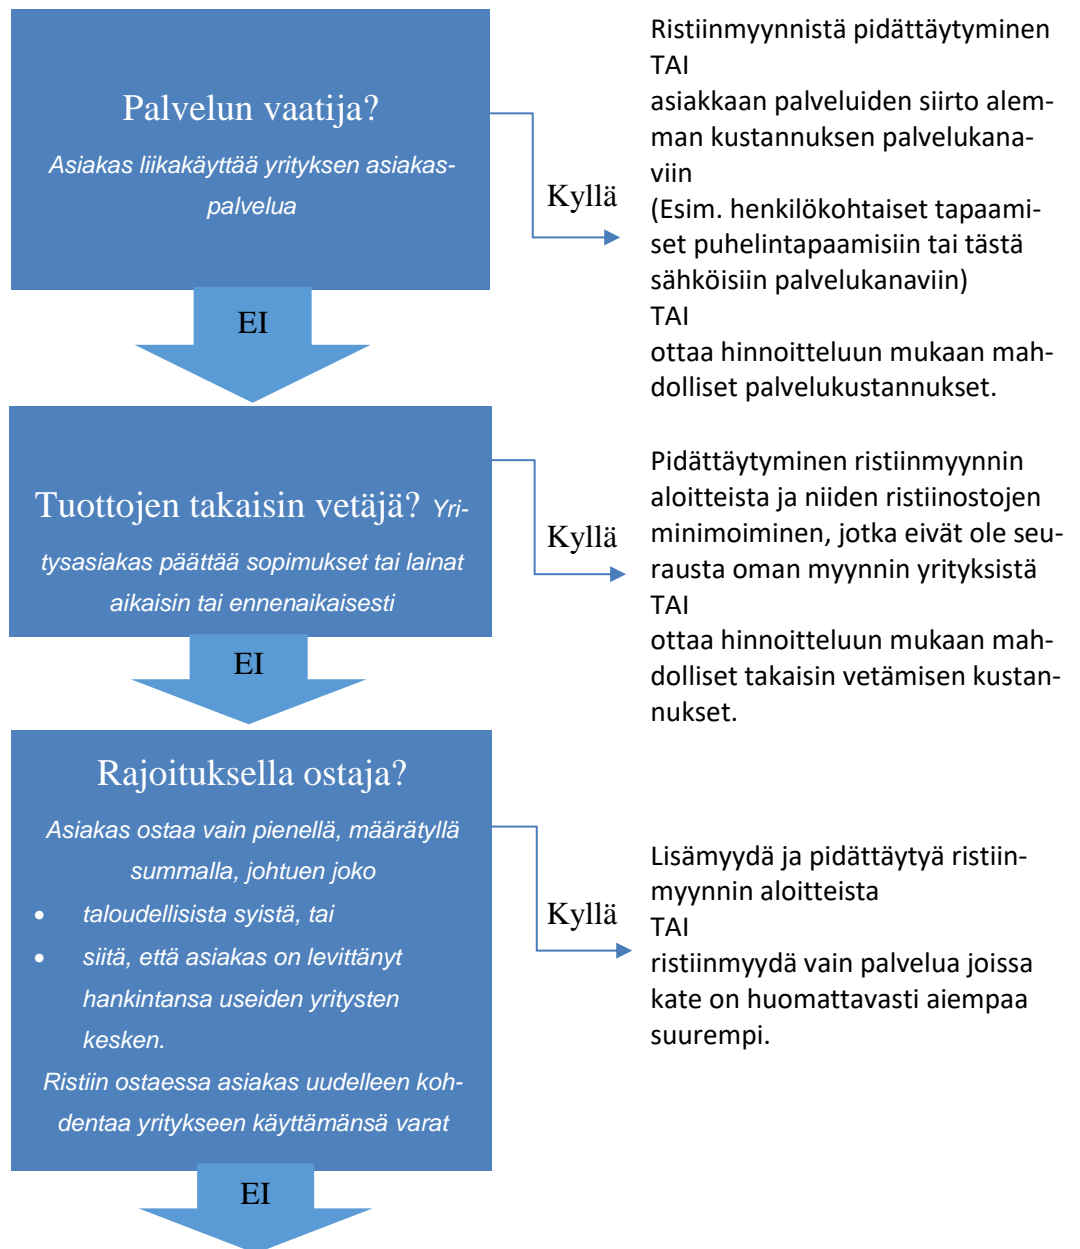 Palvelun vaatija?
Asiakas liikakäyttää yrityksen asiakas-
palvelua
Kyllä
Ristiinmyynnistä pidättäytyminen
TAI
asiakkaan palveluiden siirto alem-
man kustannuksen palvelukana-
viin
(Esim. henkilökohtaiset tapaami-
set puhelintapaamisiin tai tästä
sähköisiin palvelukanaviin)
TAI
ottaa hinnoitteluun mukaan mah-
dolliset palvelukustannukset.
EI
Tuottojen takaisin vetäjä? Yri-
tysasiakas päättää sopimukset tai lainat
aikaisin tai ennenaikaisesti
Kyllä
Pidättäytyminen ristiinmyynnin
aloitteista ja niiden ristiinostojen
minimoiminen, jotka eivät ole seu-
rausta oman myynnin yrityksistä
TAI
ottaa hinnoitteluun mukaan mah-
dolliset takaisin vetämisen kustan-
nukset.
EI
Rajoituksella ostaja?
Asiakas ostaa vain pienellä, määrätyllä
summalla, johtuen joko
• taloudellisista syistä, tai
• siitä, että asiakas on levittänyt
hankintansa useiden yritysten
kesken.
Ristiin ostaessa asiakas uudelleen koh-
dentaa yritykseen käyttämänsä varat
Kyllä
Lisämyydä ja pidättäytyä ristiin-
myynnin aloitteista
TAI
ristiinmyydä vain palvelua joissa
kate on huomattavasti aiempaa
suurempi.
EI